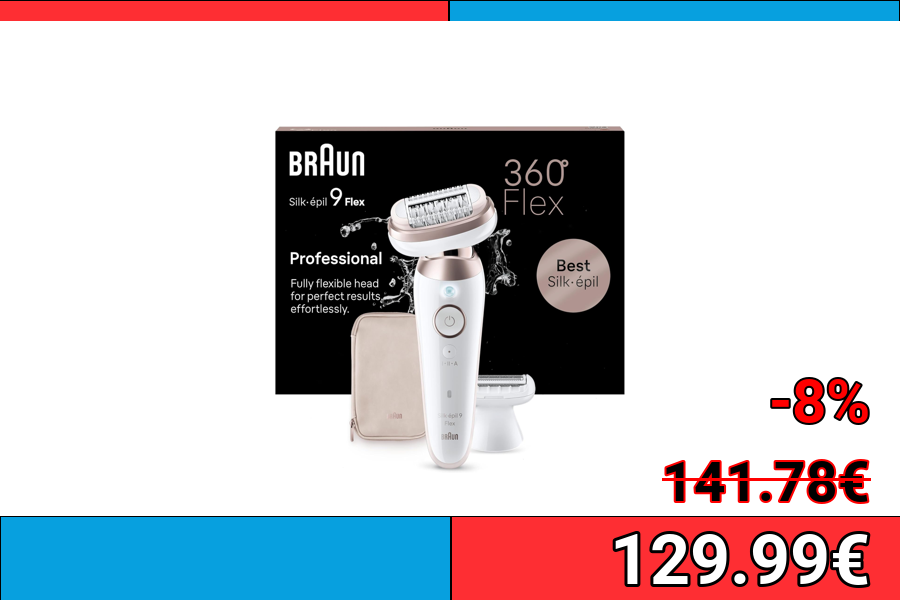 BRAUN
Silk·épil 9 Flex
360°
Flex
Professional
Fully flexible head
for perfect results,
effortlessly.
Best
Silk·épil
BRAUN
-8%
141.78€
129.99€